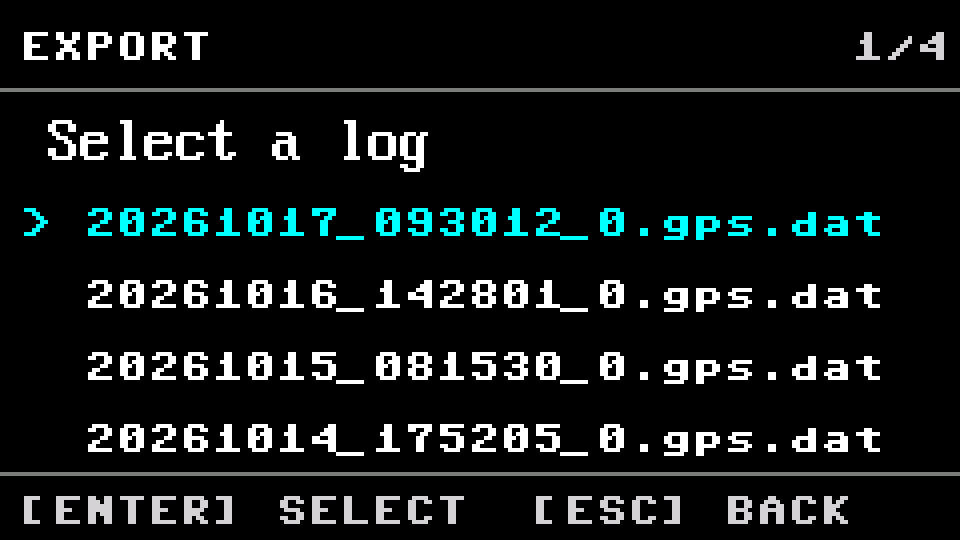 EXPORT 1/4
Select a log
> 20261017_093012_0.gps.dat
20261016_142801_0.gps.dat
20261015_081530_0.gps.dat
20261014_175205_0.gps.dat
[ENTER] SELECT [ESC] BACK